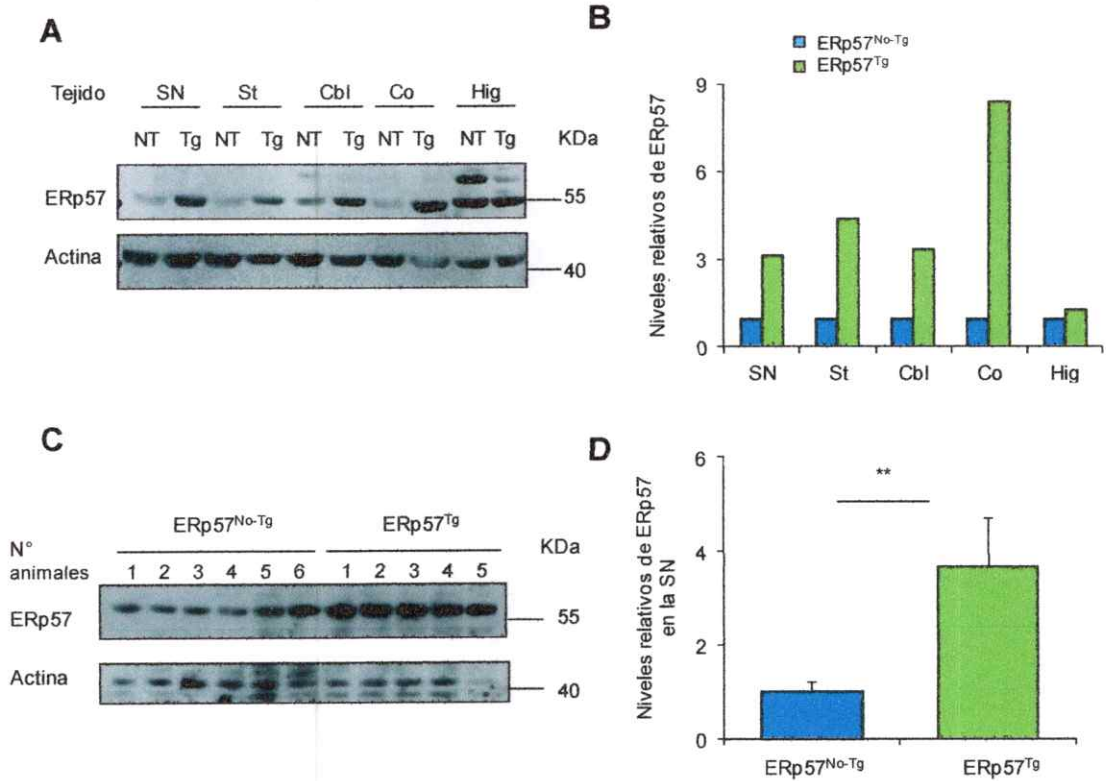 A
Tejido SN St Cbl Co Hig
NT Tg NT Tg NT Tg NT Tg NT Tg KDa
ERp57 55
Actina 40
B
ERp57No-Tg
ERp57Tg
Niveles relativos de ERp57
9
6
3
0
SN St Cbl Co Hig
C
ERp57No-Tg ERp57Tg
N° animales
KDa
1 2 3 4 5 6 1 2 3 4 5
ERp57 55
Actina 40
D
Niveles relativos de ERp57
en la SN
6
4
2
0
**
ERp57No-Tg ERp57Tg